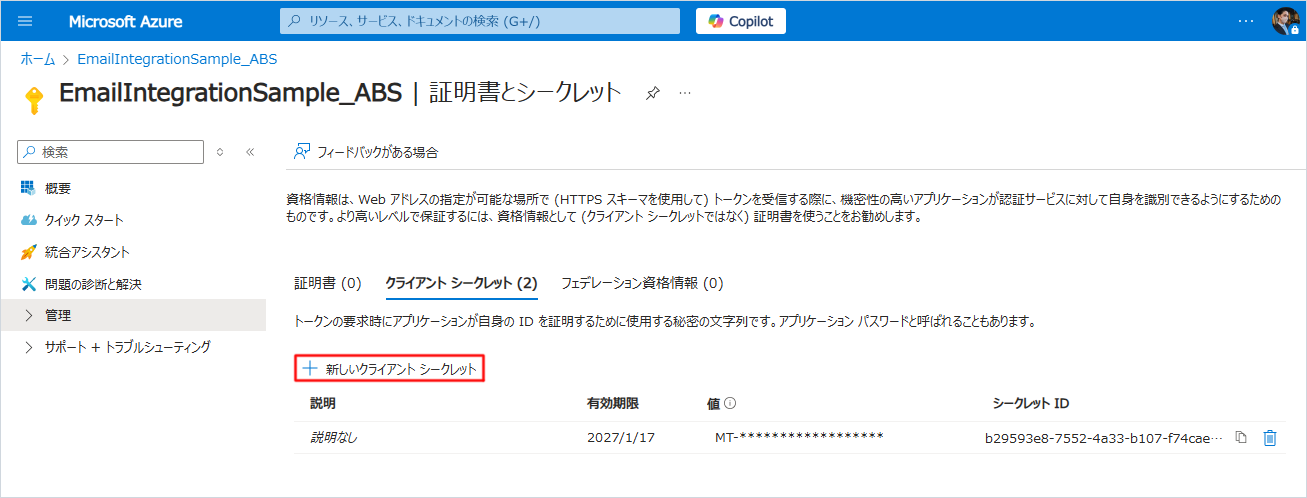 Microsoft Azure
リソース、サービス、ドキュメントの検索 (G+/)
Copilot
ホーム > EmailIntegrationSample_ABS
EmailIntegrationSample_ABS | 証明書とシークレット
検索
フィードバックがある場合
概要
クイック スタート
統合アシスタント
問題の診断と解決
管理
サポート + トラブルシューティング
資格情報は、Web アドレスの指定が可能な場所で (HTTPS スキーマを使用して) トークンを受信する際に、機密性の高いアプリケーションが認証サービスに対して自身を識別できるようにするための
ものです。より高いレベルで保証するには、資格情報として (クライアント シークレットではなく) 証明書を使うことをお勧めします。
証明書 (0) クライアント シークレット (2) フェデレーション資格情報 (0)
トークンの要求時にアプリケーションが自身の ID を証明するために使用する秘密の文字列です。アプリケーション パスワードと呼ばれることもあります。
新しいクライアント シークレット
説明 有効期限 値 シークレット ID
説明なし 2027/1/17 MT-****************** b29593e8-7552-4a33-b107-f74cae…